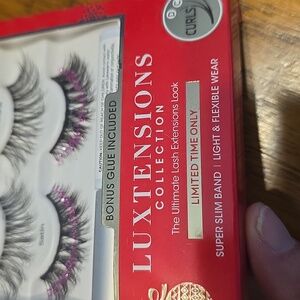 CURLS
BONUS GLUE INCLUDED
LUXTENSIONS
COLLECTION
The Ultimate Lash Extensions Look
LIMITED TIME ONLY
SUPER SLIM BAND | LIGHT & FLEXIBLE WEAR